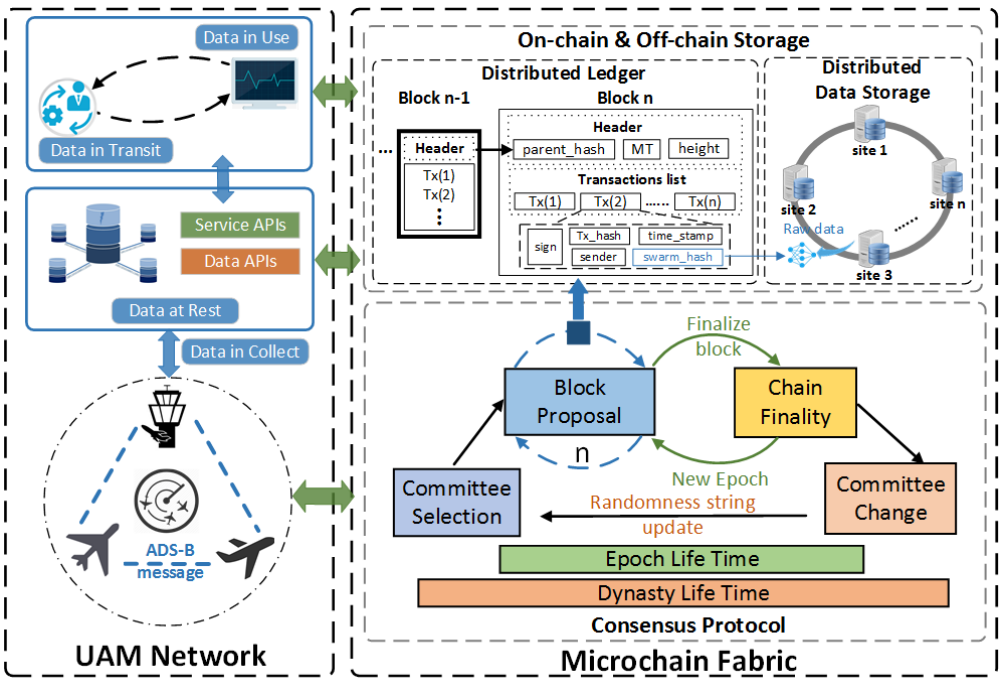 Data in Use
Data in Transit
Service APIs
Data APIs
Data at Rest
Data in Collect
ADS-B
message
UAM Network
On-chain & Off-chain Storage
Distributed Ledger
Block n-1
Block n
...
Header
Tx(1)
Tx(2)
Header
parent_hash
MT
height
Transactions list
Tx(1)
Tx(2)
......
Tx(n)
sign
Tx_hash
time_stamp
sender
swarm_hash
Distributed
Data Storage
site 1
site 2
site n
site 3
Raw data
Finalize
block
Block
Proposal
n
Chain
Finality
New Epoch
Committee
Selection
Randomness string
update
Committee
Change
Epoch Life Time
Dynasty Life Time
Consensus Protocol
Microchain Fabric